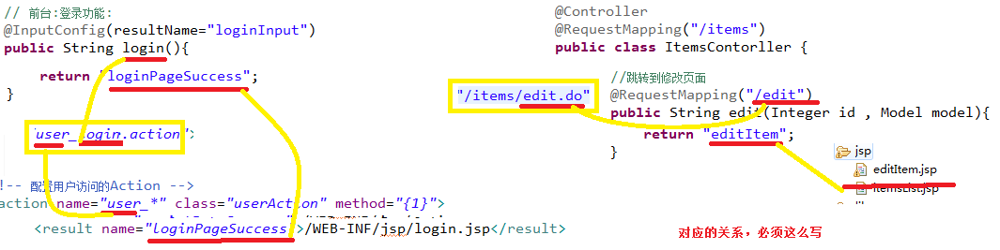 // 前台:登录功能:
@InputConfig(resultName="loginInput")
public String login(){
return "loginPageSuccess";
}
"user_login.action">
!-- 配置用户访问的Action -->
action name="user_*" class="userAction" method="{1}">
<result name="loginPageSuccess">/WEB-INF/jsp/login.jsp</result>
@Controller
@RequestMapping("/items")
public class ItemsContorller {
//跳转到修改页面
@RequestMapping("/edit")
"/items/edit.do"
public String edit(Integer id , Model model){
return "editItem";
}
jsp
editItem.jsp
itemsList.jsp
对应的关系,必须这么写